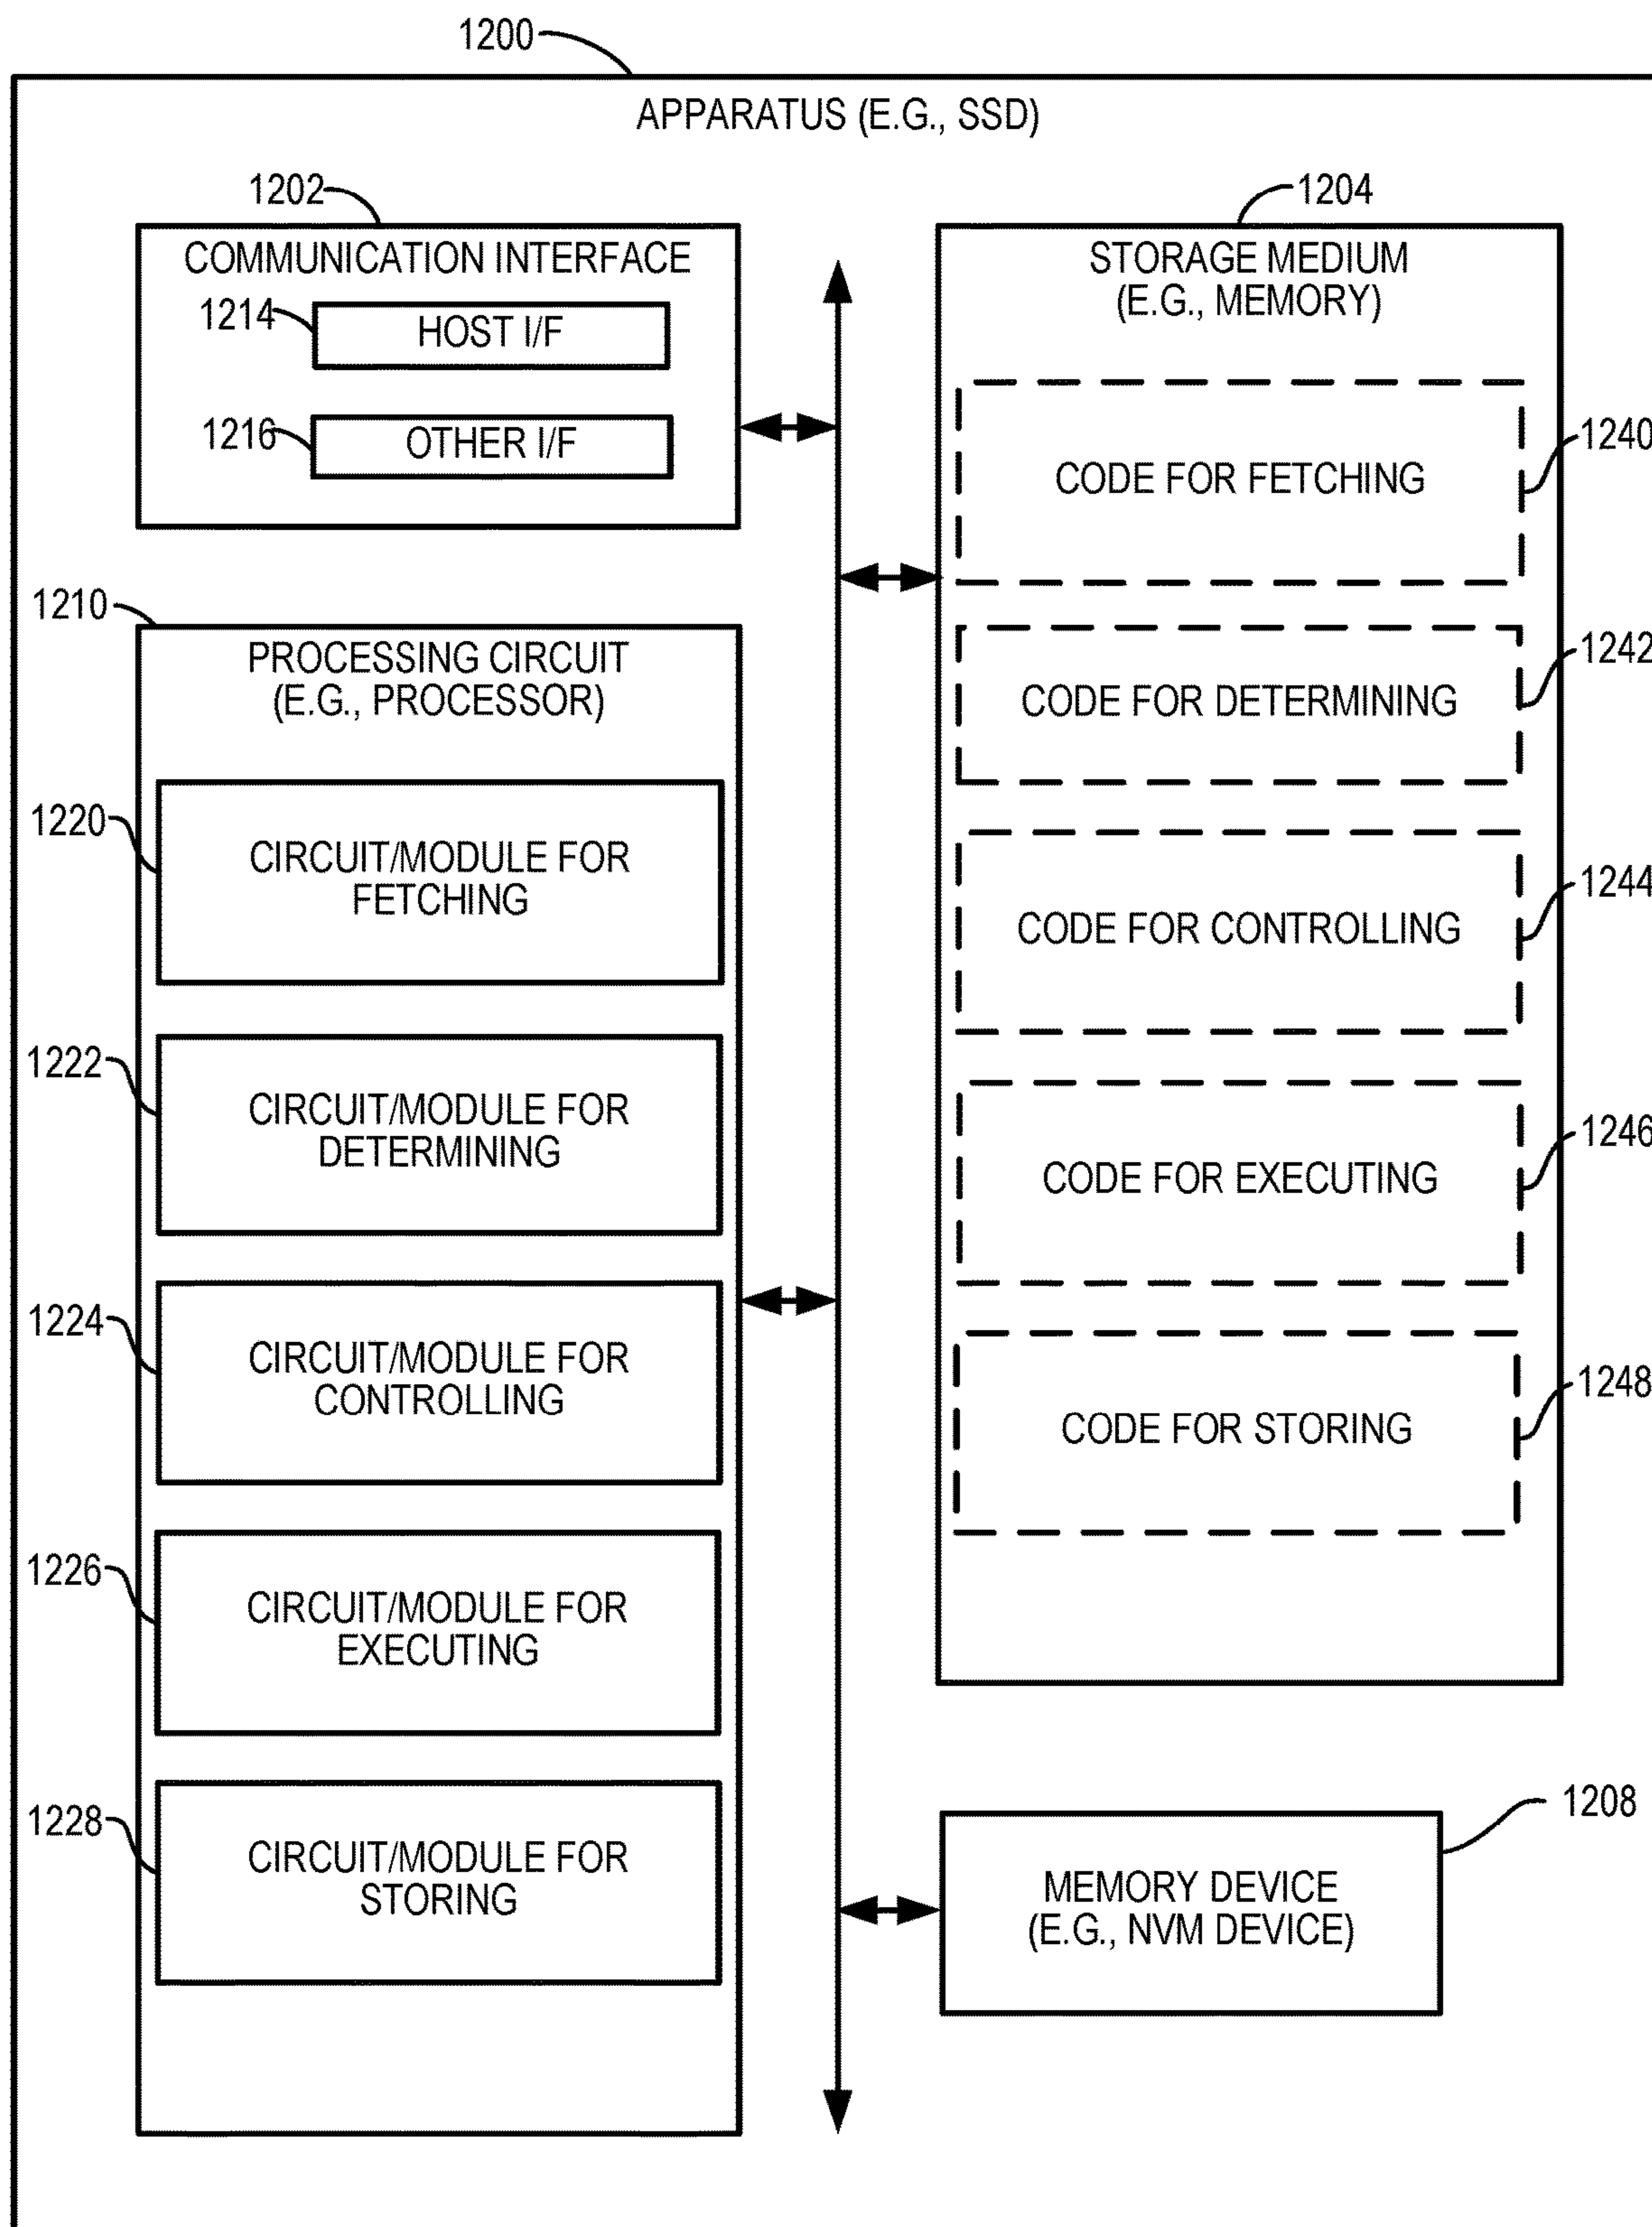 1200
APPARATUS (E.G., SSD)
1202
COMMUNICATION INTERFACE
1214
HOST I/F
1216
OTHER I/F
1210
PROCESSING CIRCUIT
(E.G., PROCESSOR)
1220
CIRCUIT/MODULE FOR
FETCHING
1222
CIRCUIT/MODULE FOR
DETERMINING
1224
CIRCUIT/MODULE FOR
CONTROLLING
1226
CIRCUIT/MODULE FOR
EXECUTING
1228
CIRCUIT/MODULE FOR
STORING
1204
STORAGE MEDIUM
(E.G., MEMORY)
1240
CODE FOR FETCHING
1242
CODE FOR DETERMINING
1244
CODE FOR CONTROLLING
1246
CODE FOR EXECUTING
1248
CODE FOR STORING
1208
MEMORY DEVICE
(E.G., NVM DEVICE)